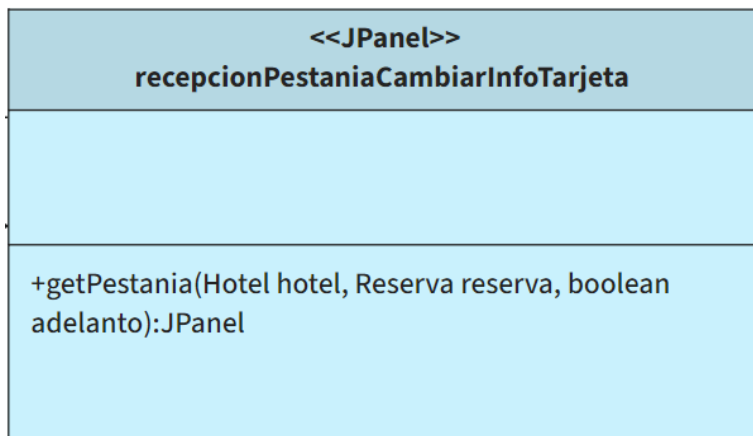 <<JPanel>>
recepcionPestaniaCambiarInfoTarjeta
+getPestania(Hotel hotel, Reserva reserva, boolean
adelanto):JPanel